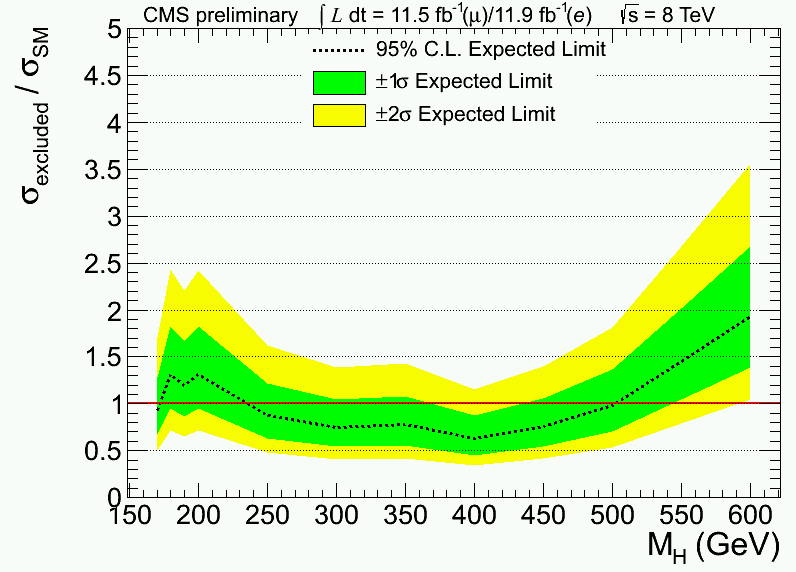 CMS preliminary ∫ L dt = 11.5 fb⁻¹(μ)/11.9 fb⁻¹(e) √s = 8 TeV
95% C.L. Expected Limit
±1σ Expected Limit
±2σ Expected Limit
σexcluded / σSM
5
4.5
4
3.5
3
2.5
2
1.5
1
0.5
0
150 200 250 300 350 400 450 500 550 600
M_H (GeV)